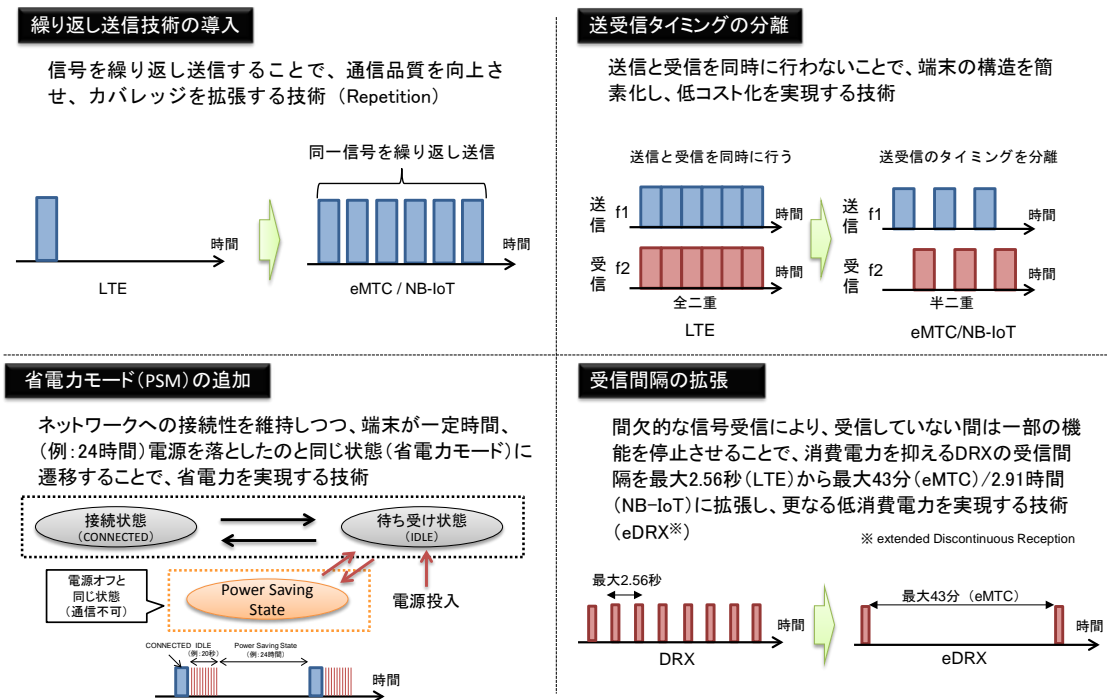 繰り返し送信技術の導入
信号を繰り返し送信することで、通信品質を向上さ
せ、カバレッジを拡張する技術 (Repetition)
同一信号を繰り返し送信
時間
LTE
時間
eMTC / NB-IoT
送受信タイミングの分離
送信と受信を同時に行わないことで、端末の構造を簡
素化し、低コスト化を実現する技術
送信と受信を同時に行う
送信
f1
時間
受信
f2
時間
全二重
LTE
送受信のタイミングを分離
送信
f1
時間
受信
f2
時間
半二重
eMTC/NB-IoT
省電力モード(PSM)の追加
ネットワークへの接続性を維持しつつ、端末が一定時間、
(例:24時間)電源を落としたのと同じ状態(省電力モード)に
遷移することで、省電力を実現する技術
接続状態
(CONNECTED)
待ち受け状態
(IDLE)
電源オフと
同じ状態
(通信不可)
Power Saving
State
電源投入
CONNECTED IDLE
(例:20秒)
Power Saving State
(例:24時間)
時間
受信間隔の拡張
間欠的な信号受信により、受信していない間は一部の機
能を停止させることで、消費電力を抑えるDRXの受信間
隔を最大2.56秒(LTE)から最大43分(eMTC)/2.91時間
(NB-IoT)に拡張し、更なる低消費電力を実現する技術
(eDRX※)
※ extended Discontinuous Reception
最大2.56秒
時間
DRX
最大43分 (eMTC)
時間
eDRX